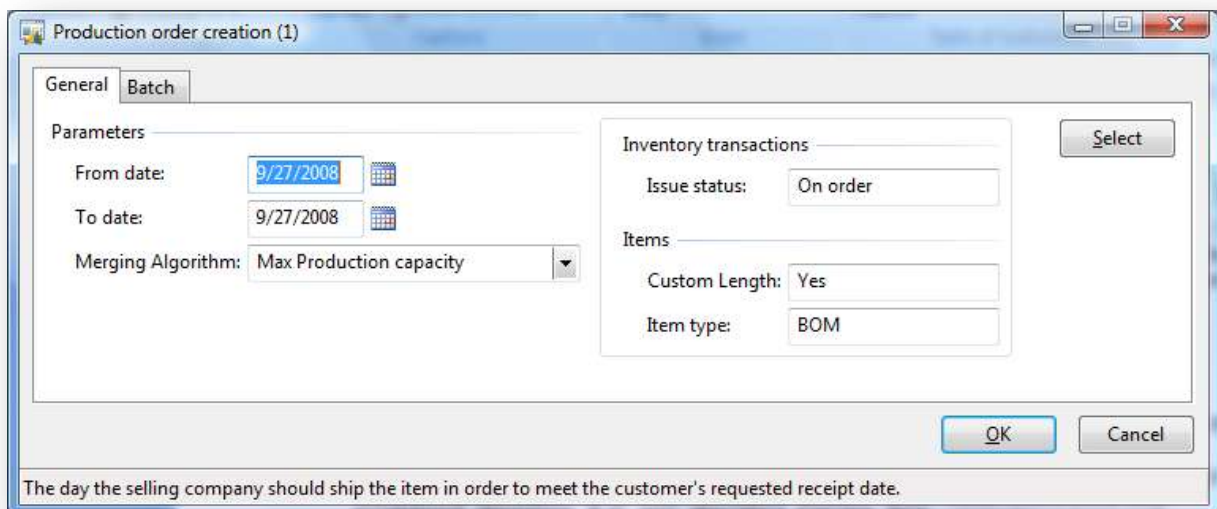 Production order creation (1)
General
Batch
Parameters
From date: 9/27/2008
To date: 9/27/2008
Merging Algorithm: Max Production capacity
Inventory transactions
Issue status: On order
Items
Custom Length: Yes
Item type: BOM
Select
OK
Cancel
The day the selling company should ship the item in order to meet the customer's requested receipt date.